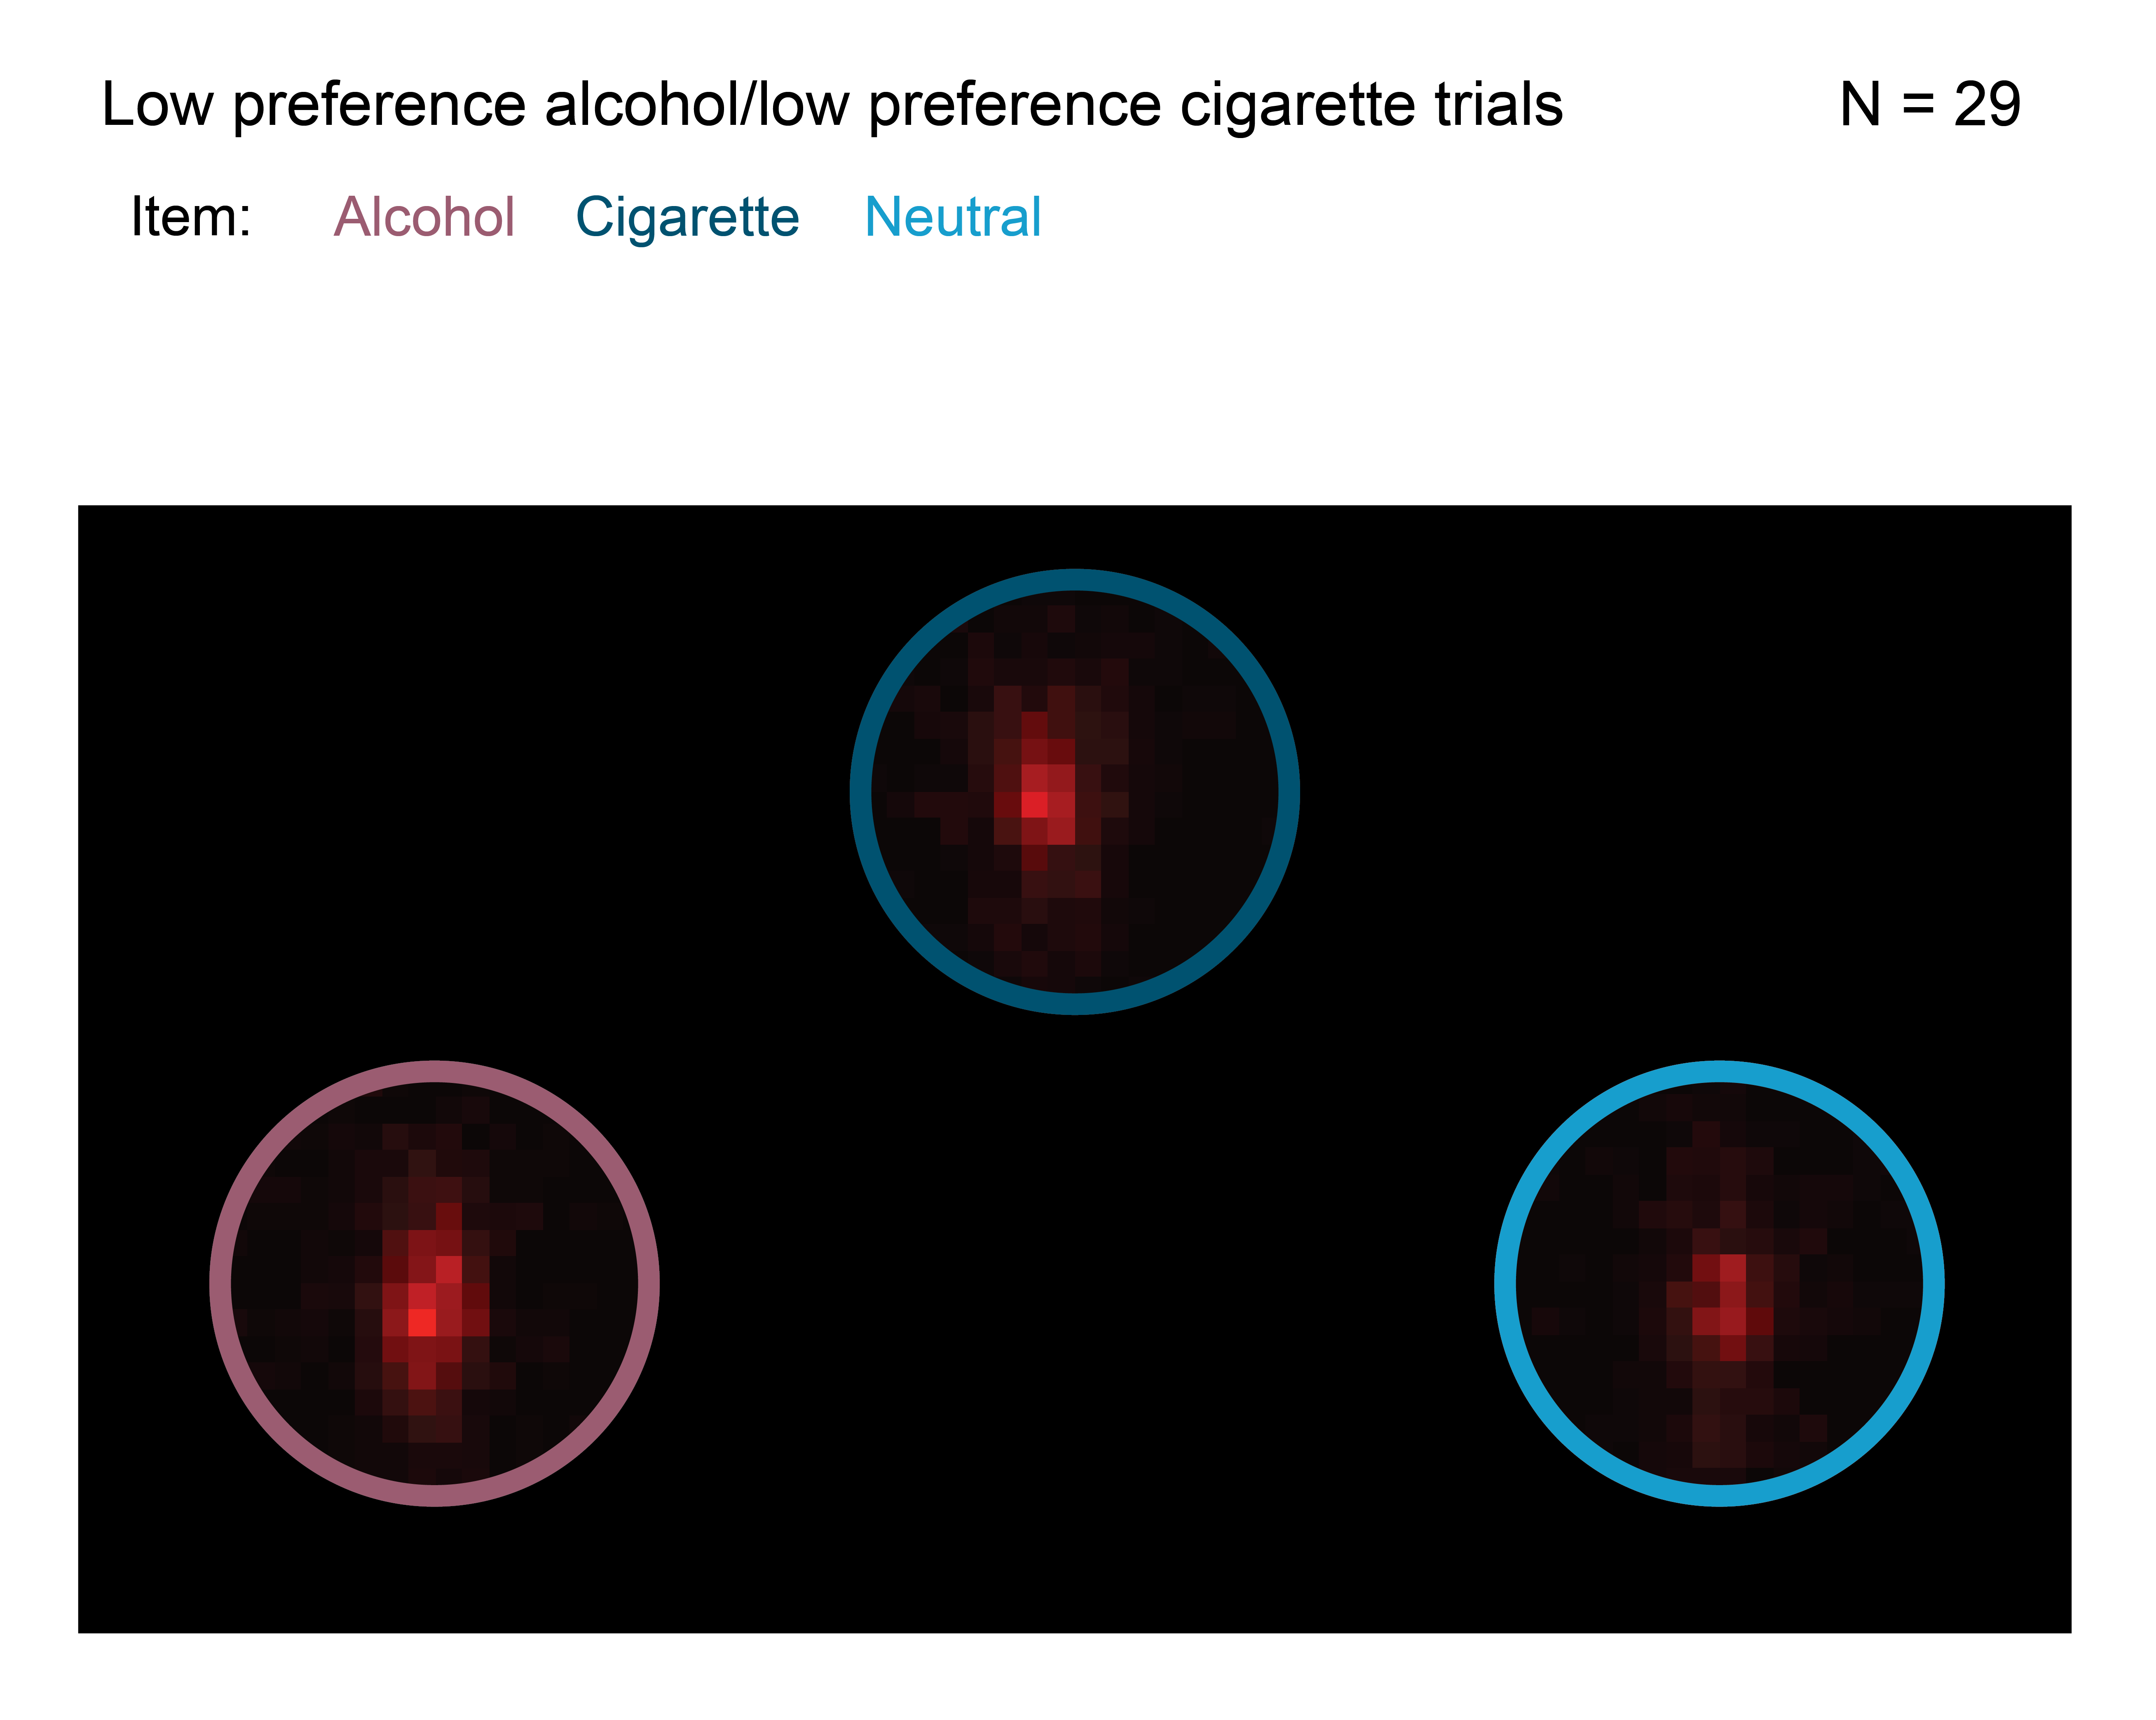 Low preference alcohol/low preference cigarette trials N = 29
Item: Alcohol Cigarette Neutral